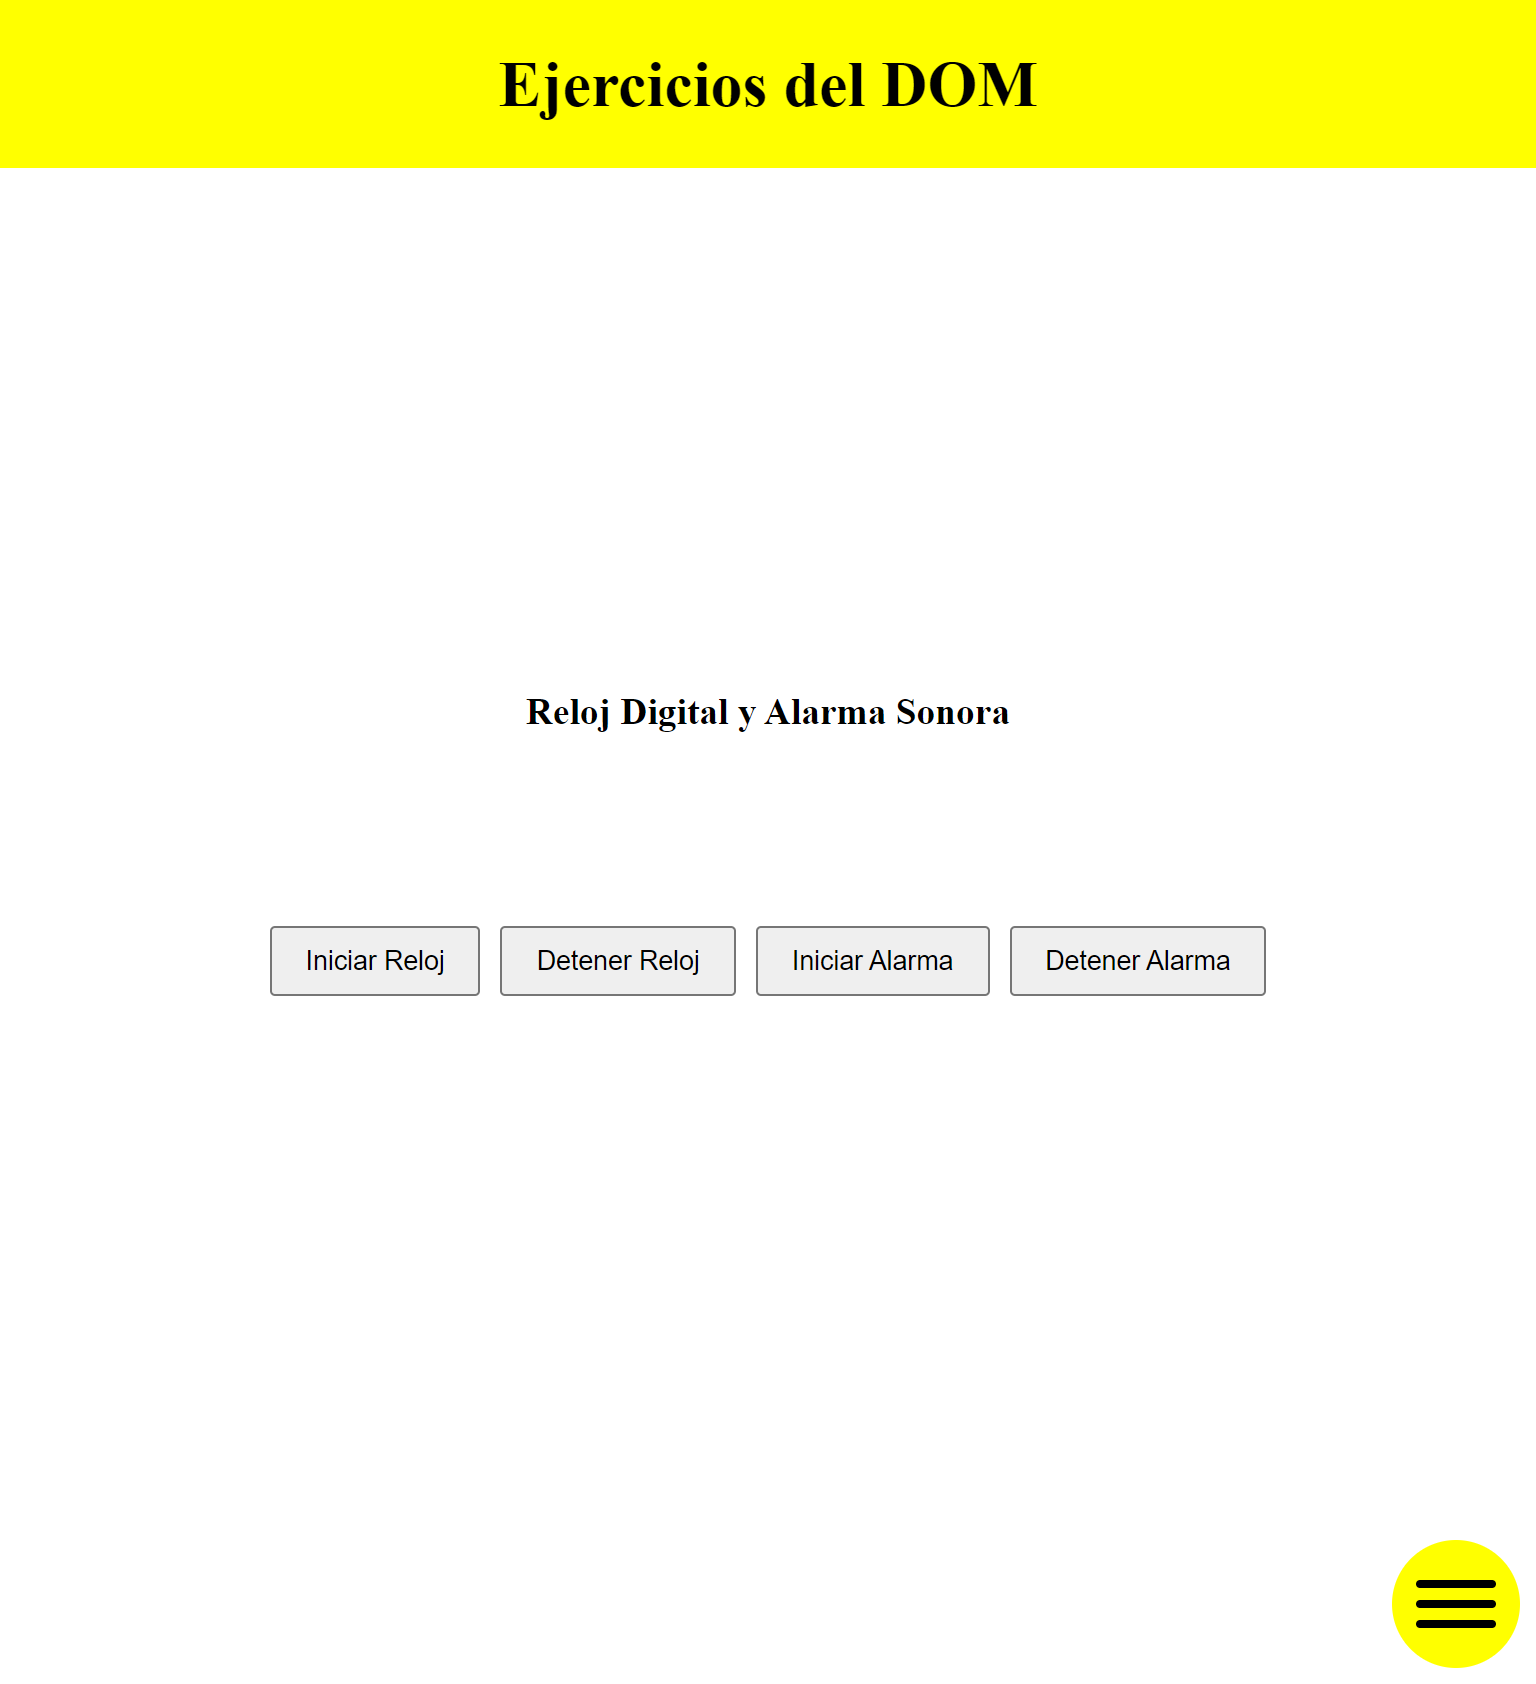 Ejercicios del DOM
Reloj Digital y Alarma Sonora
Iniciar Reloj
Detener Reloj
Iniciar Alarma
Detener Alarma